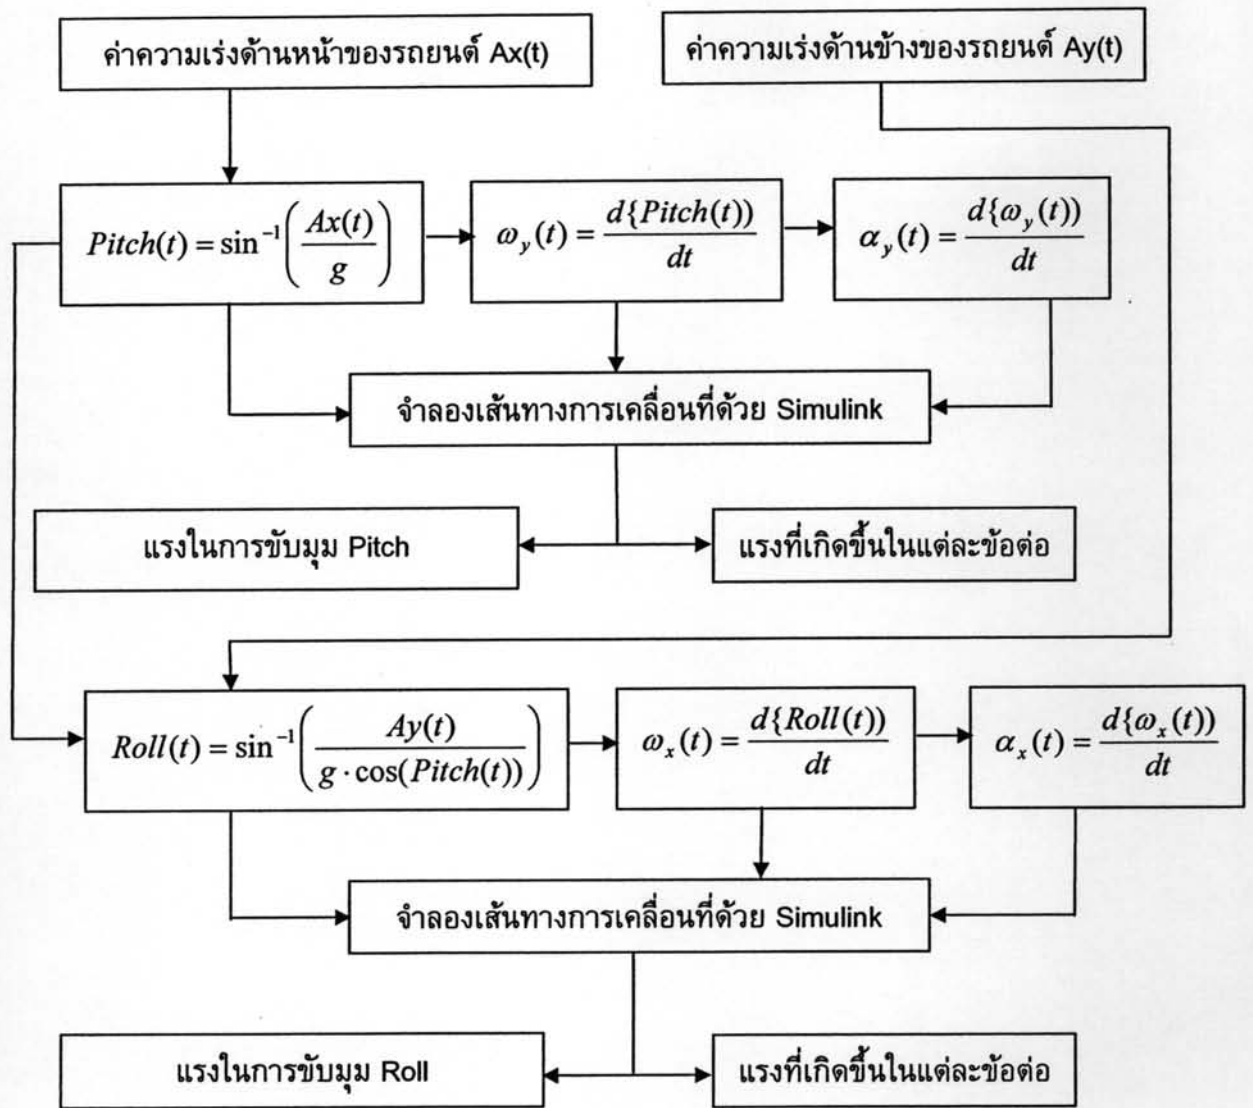 ค่าความเร่งด้านหน้าของรถยนต์ Ax(t)
ค่าความเร่งด้านข้างของรถยนต์ Ay(t)
Pitch(t) = sin⁻¹(Ax(t)/g)
ω_y(t) = d{Pitch(t))/dt
α_y(t) = d{ω_y(t))/dt
จำลองเส้นทางการเคลื่อนที่ด้วย Simulink
แรงในการขับมุม Pitch
แรงที่เกิดขึ้นในแต่ละข้อต่อ
Roll(t) = sin⁻¹(Ay(t)/g·cos(Pitch(t)))
ω_x(t) = d{Roll(t))/dt
α_x(t) = d{ω_x(t))/dt
จำลองเส้นทางการเคลื่อนที่ด้วย Simulink
แรงในการขับมุม Roll
แรงที่เกิดขึ้นในแต่ละข้อต่อ